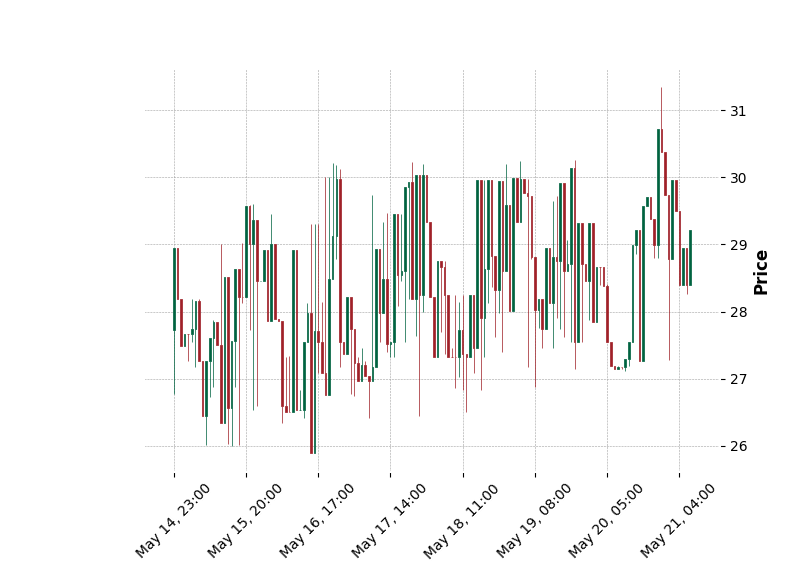 31
30
29
28
27
26
Price
May 14, 23:00
May 15, 20:00
May 16, 17:00
May 17, 14:00
May 18, 11:00
May 19, 08:00
May 20, 05:00
May 21, 04:00